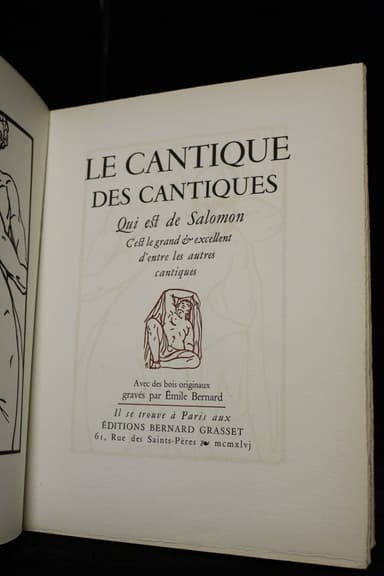 LE CANTIQUE
DES CANTIQUES
Qui est de Salomon
C'est le grand & excellent
d'entre les autres
cantiques
Avec des bois originaux
gravés par Émile Bernard
Il se trouve à Paris aux
ÉDITIONS BERNARD GRASSET
61, Rue des Saints-Pères ❧ mcmxlvj